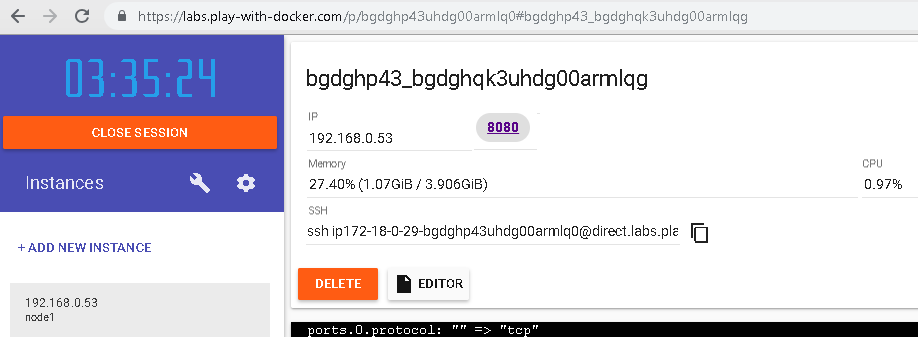 https://labs.play-with-docker.com/p/bgdghp43uhdg00armlq0#bgdghp43_bgdghqk3uhdg00armlqg
03:35:24
CLOSE SESSION
Instances
+ ADD NEW INSTANCE
192.168.0.53
node1
bgdghp43_bgdghqk3uhdg00armlqg
IP
192.168.0.53
8080
Memory
27.40% (1.07GiB / 3.906GiB)
CPU
0.97%
SSH
ssh ip172-18-0-29-bgdghp43uhdg00armlq0@direct.labs.pla
DELETE
EDITOR
ports.0.protocol: "" => "tcp"